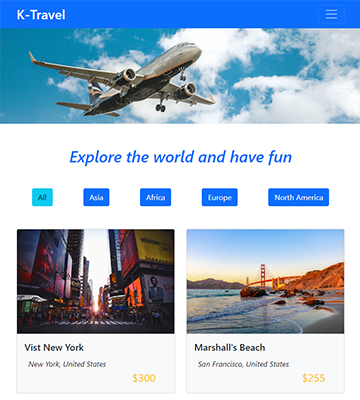 K-Travel
Explore the world and have fun
All
Asia
Africa
Europe
North America
Vist New York
New York, United States
$300
Marshall's Beach
San Francisco, United States
$255